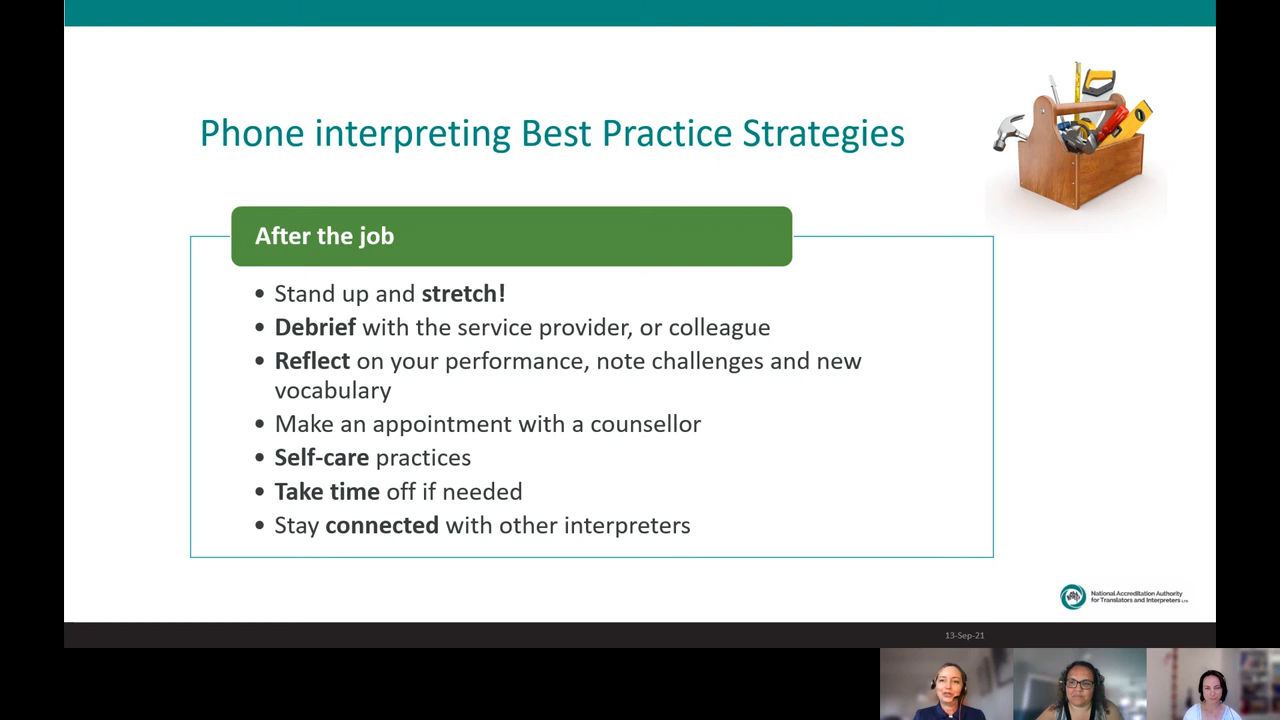 Phone interpreting Best Practice Strategies
After the job
• Stand up and stretch!
• Debrief with the service provider, or colleague
• Reflect on your performance, note challenges and new
vocabulary
• Make an appointment with a counsellor
• Self-care practices
• Take time off if needed
• Stay connected with other interpreters
National Accreditation Authority
for Translators and Interpreters LTD
13-Sep-21